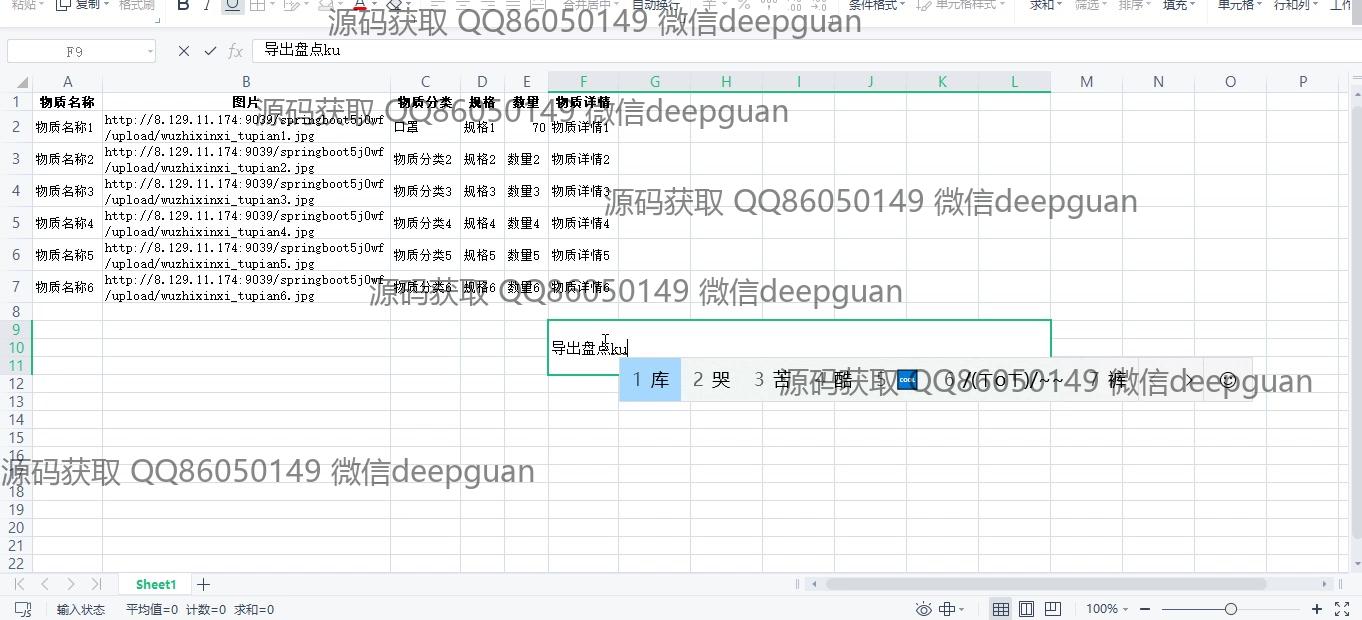 粘贴 复制 格式刷 B I U A 合并居中 自动换行 % 条件格式 单元格样式 求和 筛选 排序 填充 单元格 行和列 工作
源码获取 QQ86050149 微信deepguan
F9 fx 导出盘点ku
A B C D E F G H I J K L M N O P
1 物质名称 图片 物质分类 规格 数量 物质详情
源码获取 QQ86050149 微信deepguan
2 物质名称1 http://8.129.11.174:9039/springboot5j0wf 口罩 规格1 70 物质详情1
/upload/wuzhixinxi_tupian1.jpg
3 物质名称2 http://8.129.11.174:9039/springboot5j0wf 物质分类2 规格2 数量2 物质详情2
/upload/wuzhixinxi_tupian2.jpg
4 物质名称3 http://8.129.11.174:9039/springboot5j0wf 物质分类3 规格3 数量3 物质详情3
/upload/wuzhixinxi_tupian3.jpg
源码获取 QQ86050149 微信deepguan
5 物质名称4 http://8.129.11.174:9039/springboot5j0wf 物质分类4 规格4 数量4 物质详情4
/upload/wuzhixinxi_tupian4.jpg
6 物质名称5 http://8.129.11.174:9039/springboot5j0wf 物质分类5 规格5 数量5 物质详情5
/upload/wuzhixinxi_tupian5.jpg
7 物质名称6 http://8.129.11.174:9039/springboot5j0wf 物质分类6 规格6 数量6 物质详情6
/upload/wuzhixinxi_tupian6.jpg
源码获取 QQ86050149 微信deepguan
8
9
10 导出盘点ku
11
1 库 2 哭 3 苦 4 酷 5 COOL 6 /(ToT)/~~ 7 裤
源码获取 QQ86050149 微信deepguan
12
13
14
15
16
源码获取 QQ86050149 微信deepguan
18
19
20
21
22
Sheet1
输入状态 平均值=0 计数=0 求和=0 100%